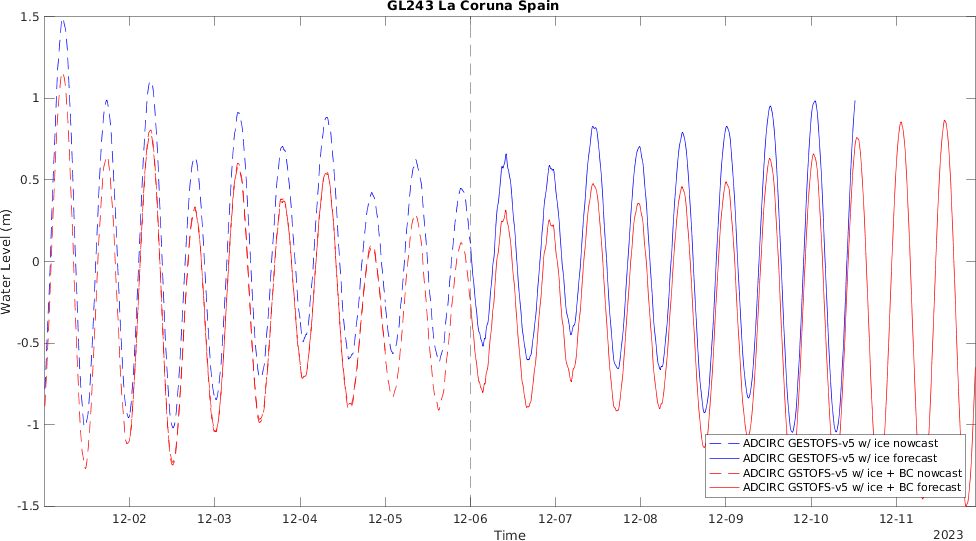 GL243 La Coruna Spain
1.5
1
0.5
0
-0.5
-1
-1.5
Water Level (m)
12-02
12-03
12-04
12-05
12-06
12-07
12-08
12-09
12-10
12-11
Time
2023
ADCIRC GESTOFS-v5 w/ ice nowcast
ADCIRC GESTOFS-v5 w/ ice forecast
ADCIRC GSTOFS-v5 w/ ice + BC nowcast
ADCIRC GSTOFS-v5 w/ ice + BC forecast